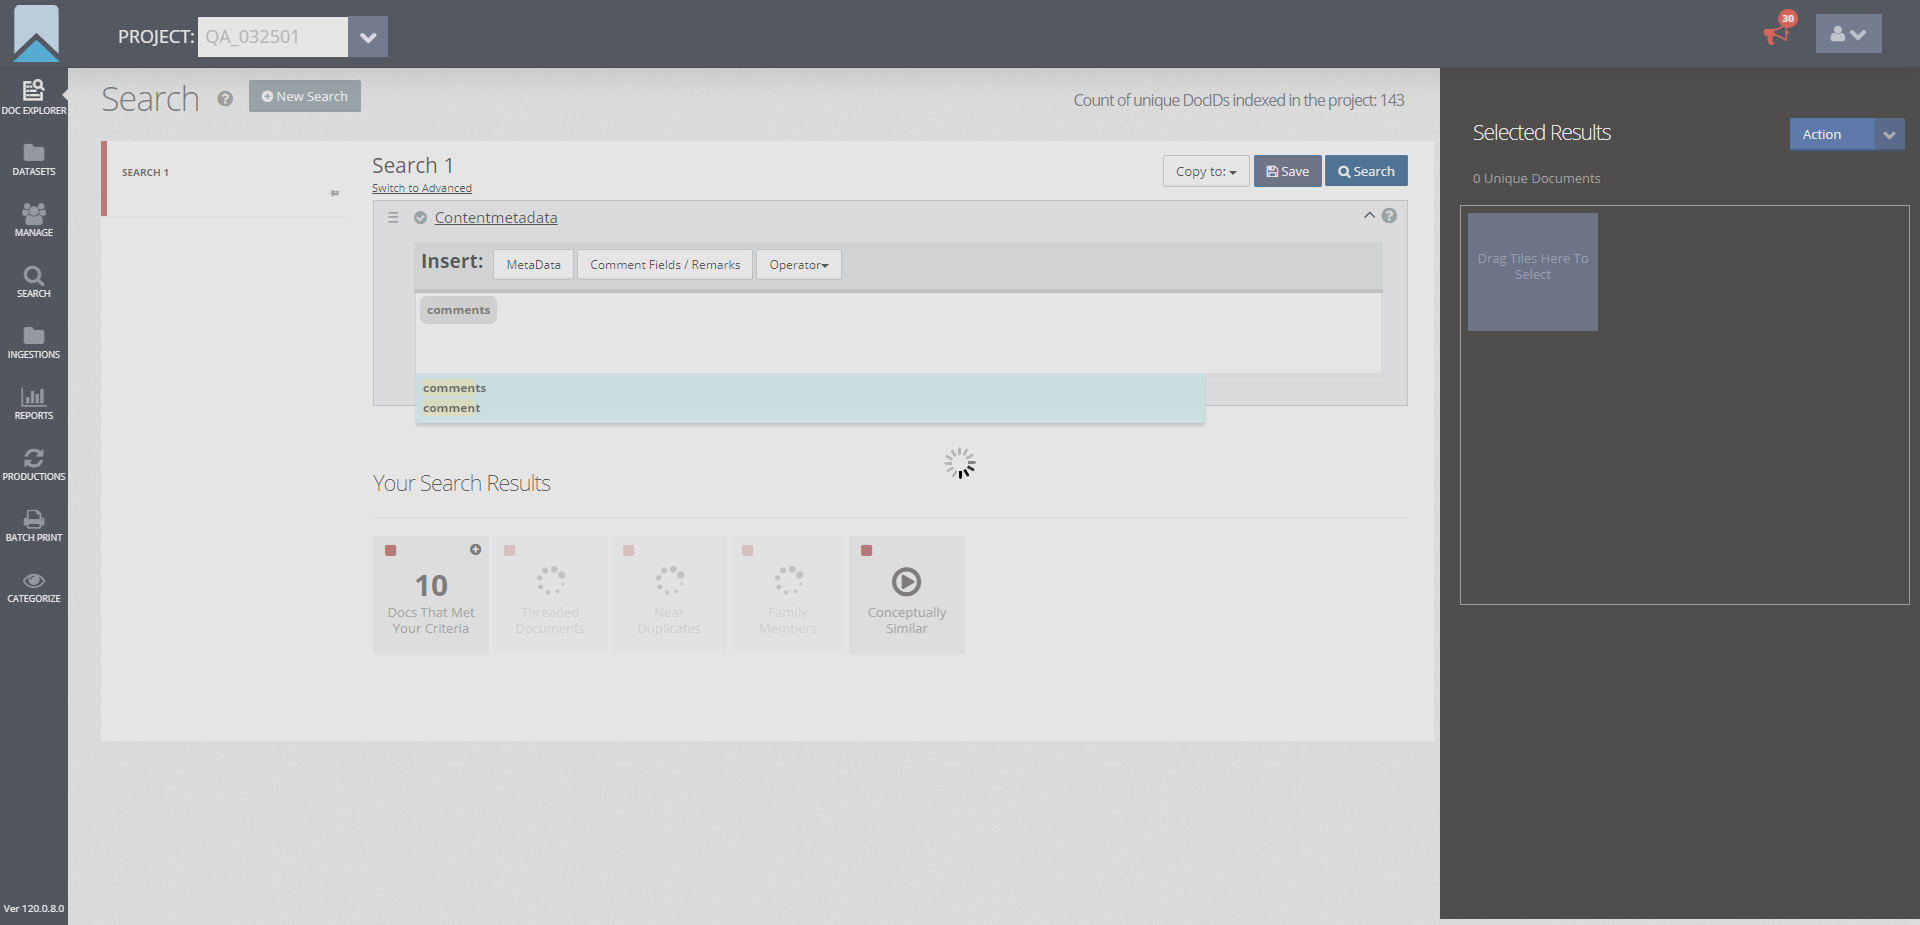 PROJECT: QA_032501
30
DOC EXPLORER
DATASETS
MANAGE
SEARCH
INGESTIONS
REPORTS
PRODUCTIONS
BATCH PRINT
CATEGORIZE
Ver 120.0.8.0
Search ? New Search
Count of unique DocIDs indexed in the project: 143
SEARCH 1
Search 1
Switch to Advanced
Copy to: Save Search
Contentmetadata ?
Insert: MetaData Comment Fields / Remarks Operator
comments
comments
comment
Your Search Results
10
Docs That Met
Your Criteria
Threaded
Documents
Near
Duplicates
Family
Members
Conceptually
Similar
Selected Results Action
0 Unique Documents
Drag Tiles Here To
Select